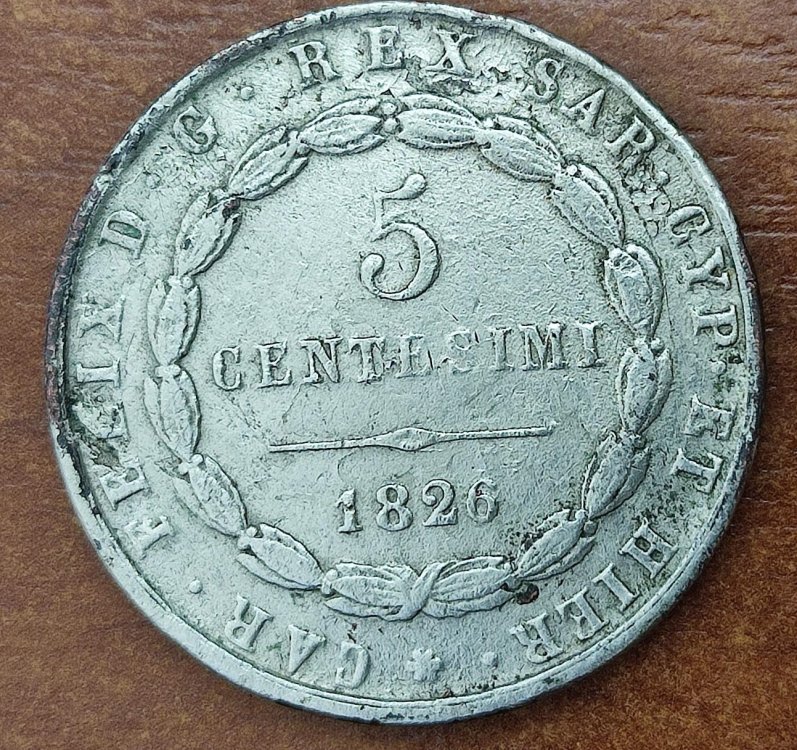 CAR · FELIX · D · G · REX · SAR · CYP · ET HIER ·
5
CENTESIMI
1826